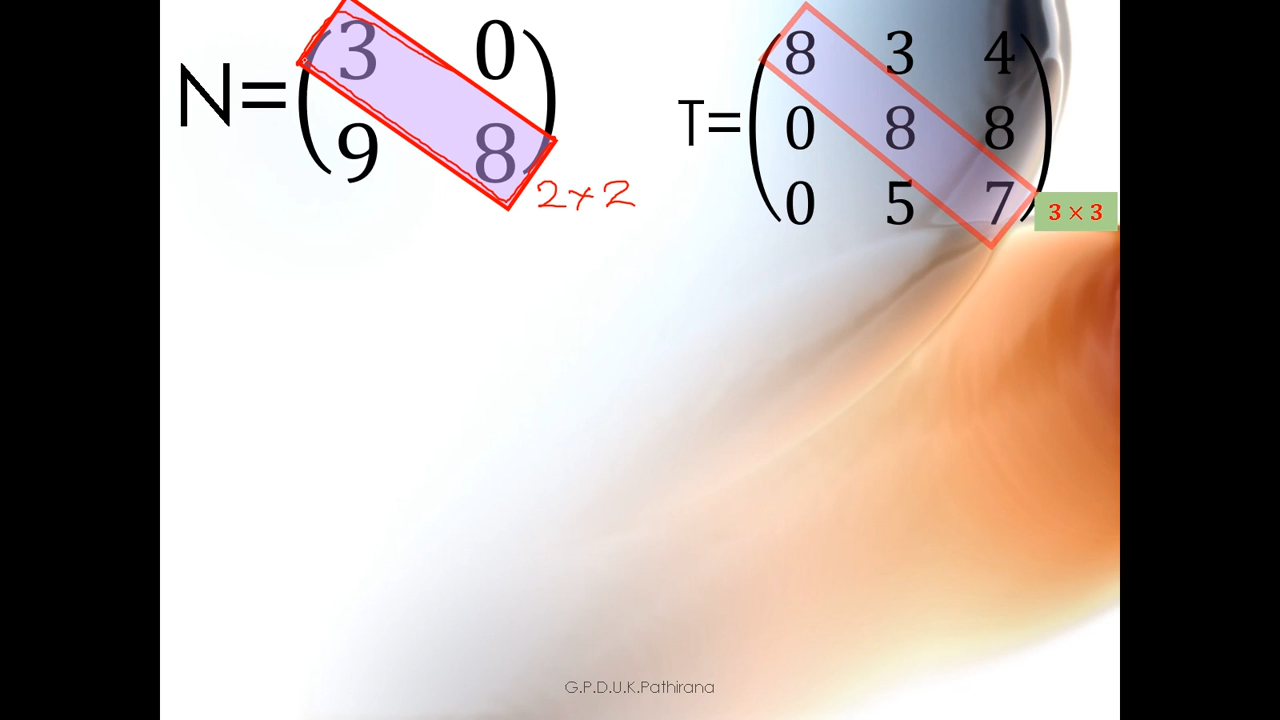 N= (3 0
9 8) 2×2
T= (8 3 4
0 8 8
0 5 7) 3 × 3
G.P.D.U.K.Pathirana